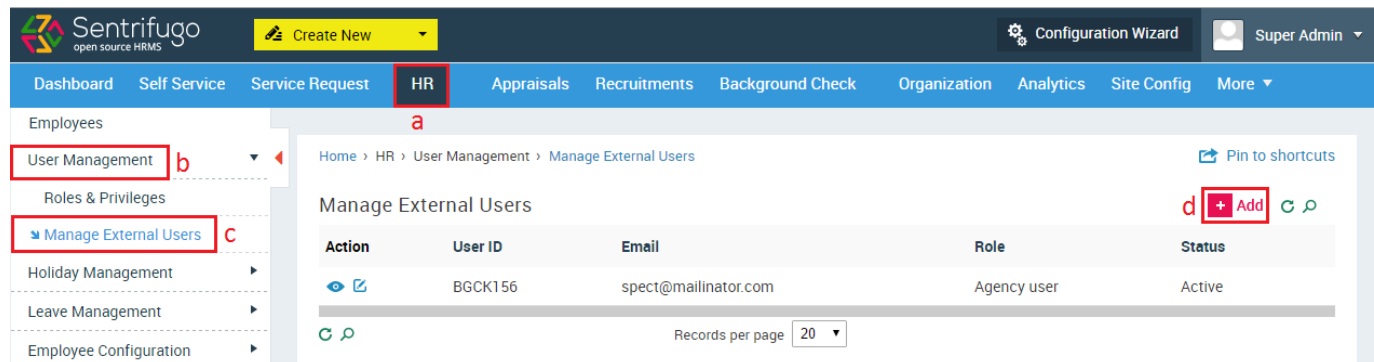 Sentrifugo
open source HRMS
Create New
Configuration Wizard
Super Admin
Dashboard Self Service Service Request HR Appraisals Recruitments Background Check Organization Analytics Site Config More
a
Employees
User Management b
Roles & Privileges
Manage External Users c
Holiday Management
Leave Management
Employee Configuration
Home › HR › User Management › Manage External Users
Pin to shortcuts
Manage External Users
d + Add
Action User ID Email Role Status
BGCK156 spect@mailinator.com Agency user Active
Records per page 20